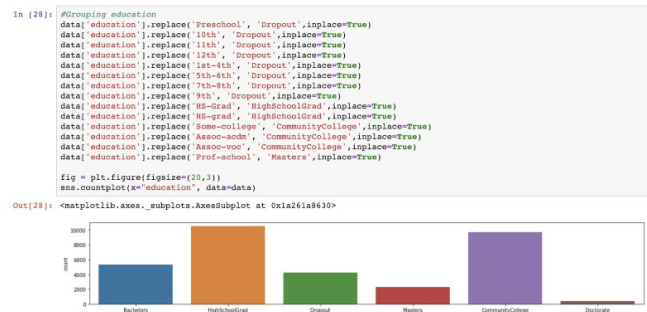 In [28]: #Grouping education
data['education'].replace('Preschool', 'Dropout',inplace=True)
data['education'].replace('10th', 'Dropout',inplace=True)
data['education'].replace('11th', 'Dropout',inplace=True)
data['education'].replace('12th', 'Dropout',inplace=True)
data['education'].replace('1st-4th', 'Dropout',inplace=True)
data['education'].replace('5th-6th', 'Dropout',inplace=True)
data['education'].replace('7th-8th', 'Dropout',inplace=True)
data['education'].replace('9th', 'Dropout',inplace=True)
data['education'].replace('HS-Grad', 'HighSchoolGrad',inplace=True)
data['education'].replace('HS-grad', 'HighSchoolGrad',inplace=True)
data['education'].replace('Some-college', 'CommunityCollege',inplace=True)
data['education'].replace('Assoc-acdm', 'CommunityCollege',inplace=True)
data['education'].replace('Assoc-voc', 'CommunityCollege',inplace=True)
data['education'].replace('Prof-school', 'Masters',inplace=True)
fig = plt.figure(figsize=(20,3))
sns.countplot(x="education", data=data)
Out[28]: <matplotlib.axes._subplots.AxesSubplot at 0x1a261a8630>
10000
8000
6000
4000
2000
0
count
Bachelors HighSchoolGrad Dropout Masters CommunityCollege Doctorate